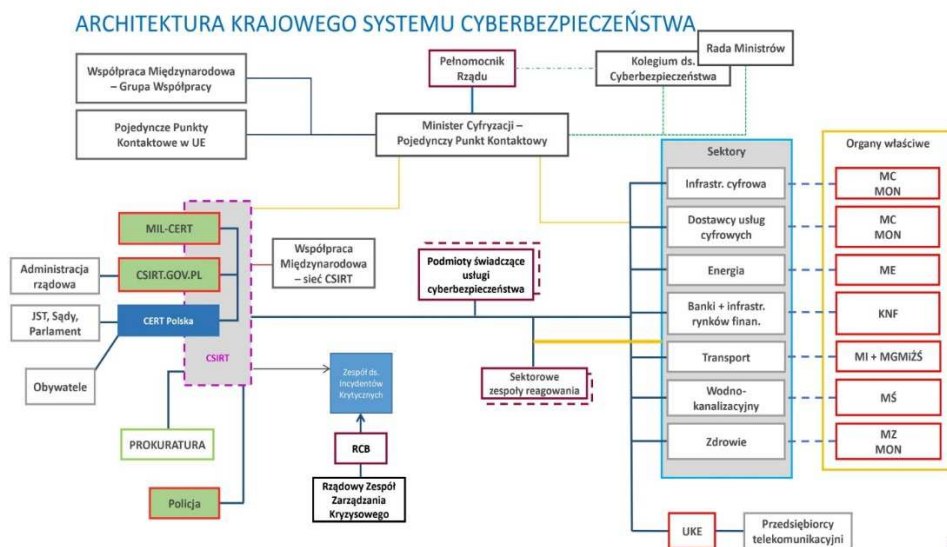 ARCHITEKTURA KRAJOWEGO SYSTEMU CYBERBEZPIECZEŃSTWA
Rada Ministrów
Współpraca Międzynarodowa
– Grupa Współpracy
Pełnomocnik
Rządu
Kolegium ds.
Cyberbezpieczeństwa
Pojedyncze Punkty
Kontaktowe w UE
Minister Cyfryzacji –
Pojedynczy Punkt Kontaktowy
Sektory
Organy właściwe
Infrastr. cyfrowa
MC
MON
Dostawcy usług
cyfrowych
MC
MON
Energia
ME
Banki + infrastr.
rynków finan.
KNF
Transport
MI + MGMiŻŚ
Wodno-
kanalizacyjny
MŚ
Zdrowie
MZ
MON
MIL-CERT
Administracja
rządowa
CSIRT.GOV.PL
Współpraca
Międzynarodowa
– sieć CSIRT
Podmioty świadczące
usługi
cyberbezpieczeństwa
JST, Sądy,
Parlament
CERT Polska
CSIRT
Obywatele
Zespół ds.
Incydentów
Krytycznych
Sektorowe
zespoły reagowania
PROKURATURA
RCB
Policja
Rządowy Zespół
Zarządzania
Kryzysowego
UKE
Przedsiębiorcy
telekomunikacyjni